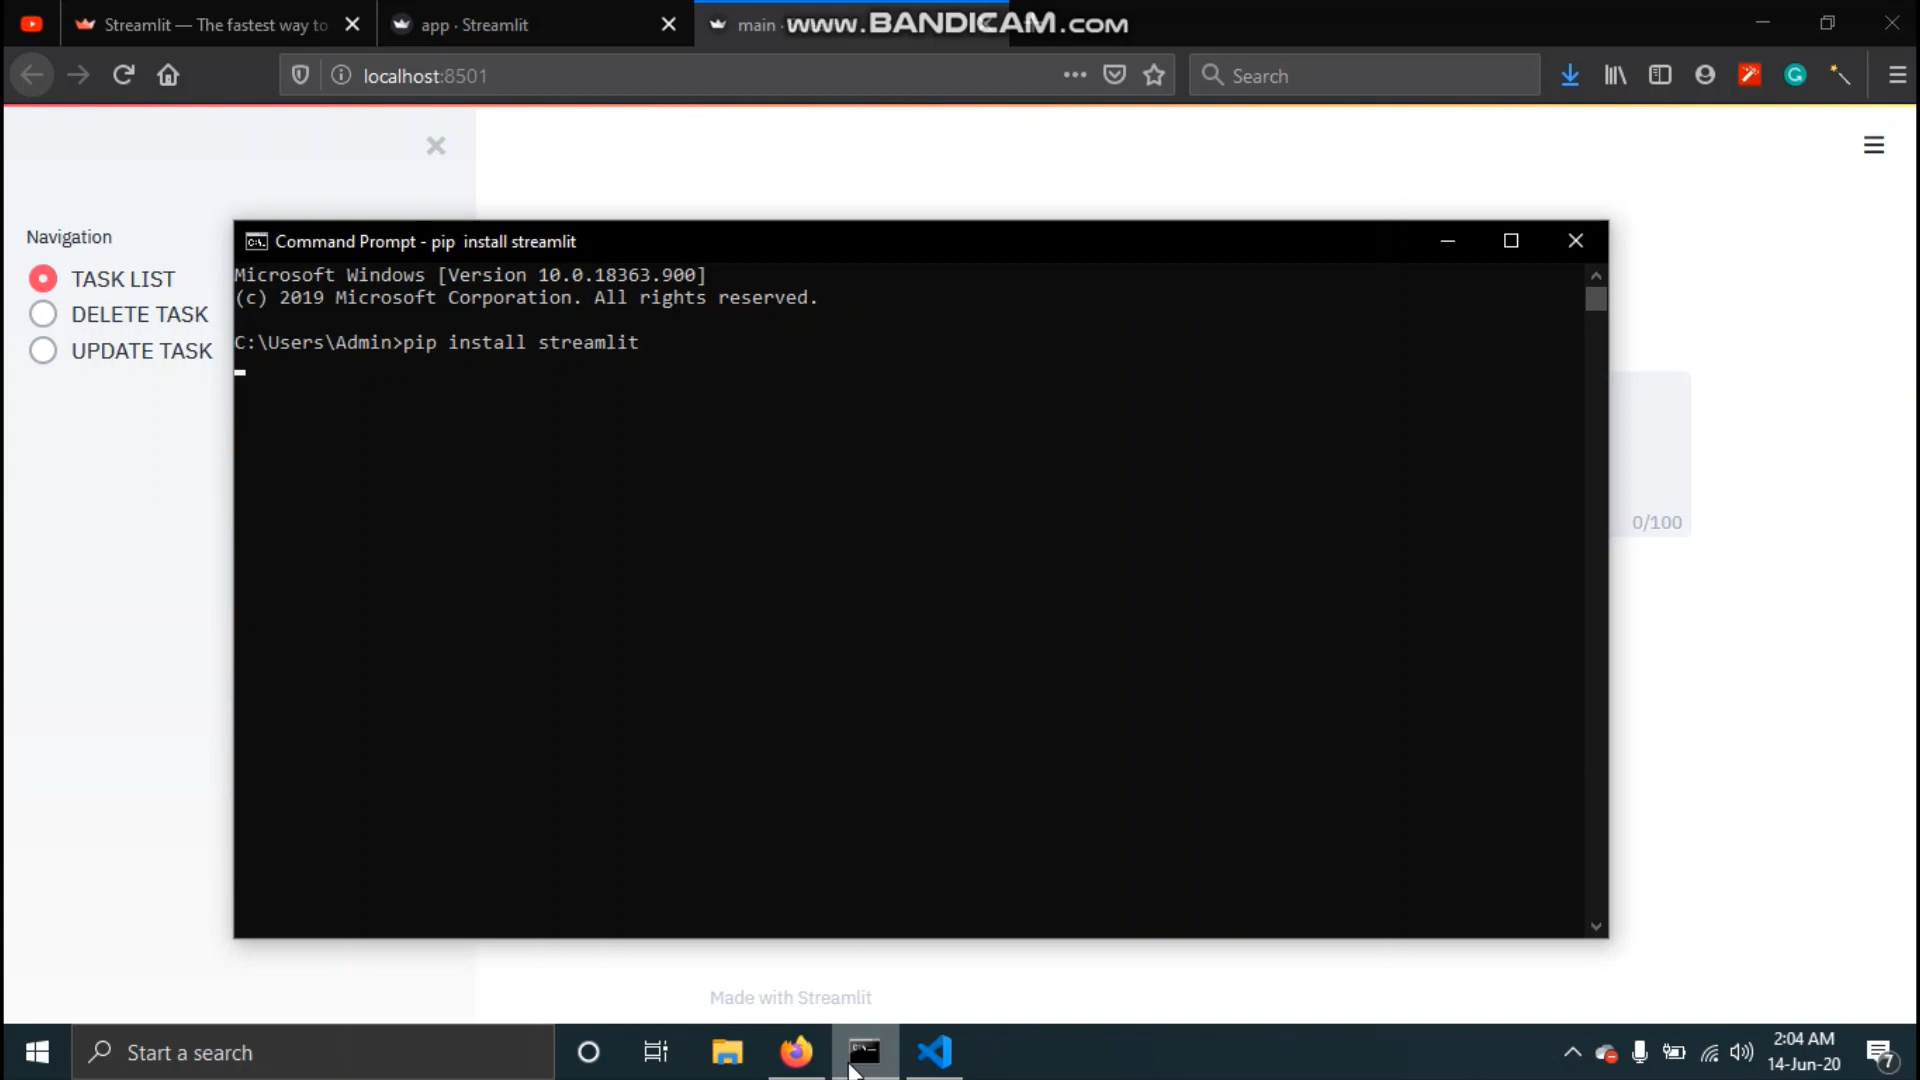 Streamlit — The fastest way to
app · Streamlit
main ·
www.BANDICAM.com
localhost:8501
Search
Navigation
TASK LIST
DELETE TASK
UPDATE TASK
Command Prompt - pip  install streamlit
Microsoft Windows [Version 10.0.18363.900]
(c) 2019 Microsoft Corporation. All rights reserved.
C:\Users\Admin>pip install streamlit
0/100
Made with Streamlit
Start a search
2:04 AM
14-Jun-20
7